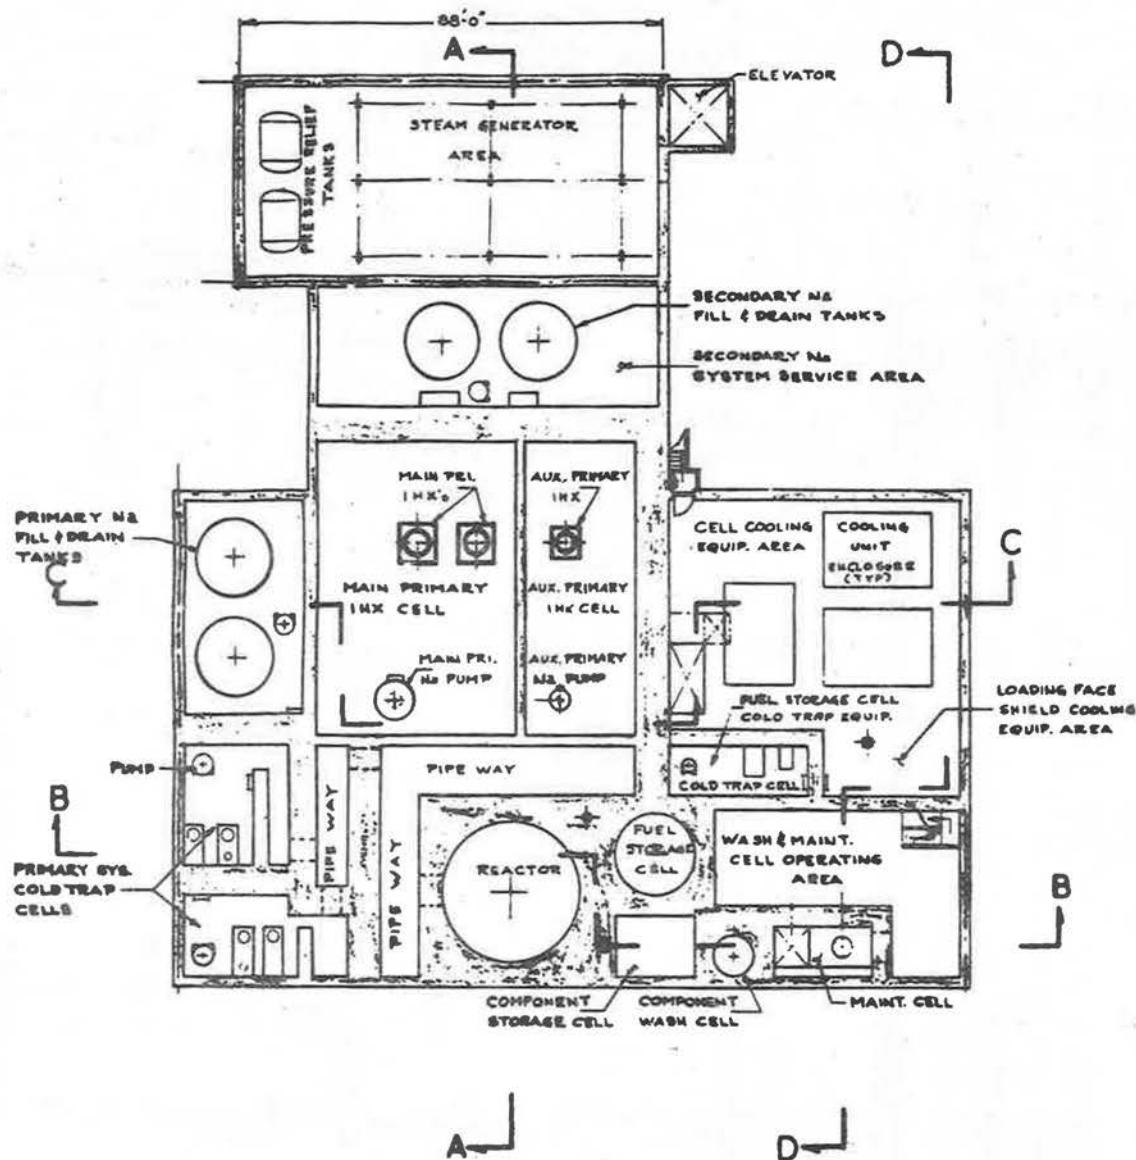 88'-0"
A
D
ELEVATOR
STEAM GENERATOR
AREA
PRESSURE RELIEF
TANKS
SECONDARY Na
FILL & DRAIN TANKS
SECONDARY Na
SYSTEM SERVICE AREA
MAIN PRI.
IHX'S
AUX. PRIMARY
IHX
PRIMARY Na
FILL & DRAIN
TANKS
CELL COOLING
EQUIP. AREA
COOLING
UNIT
ENCLOSURE
(TYP)
C
C
MAIN PRIMARY
IHX CELL
AUX. PRIMARY
IHX CELL
MAIN PRI.
Na PUMP
AUX. PRIMARY
Na PUMP
FUEL STORAGE CELL
COLD TRAP EQUIP.
LOADING FACE
SHIELD COOLING
EQUIP. AREA
PUMP
PIPE WAY
COLD TRAP CELL
B
PIPE WAY
PIPE WAY
REACTOR
FUEL
STORAGE
CELL
WASH & MAINT.
CELL OPERATING
AREA
PRIMARY SYS.
COLD TRAP
CELLS
B
COMPONENT
STORAGE CELL
COMPONENT
WASH CELL
MAINT. CELL
A
D